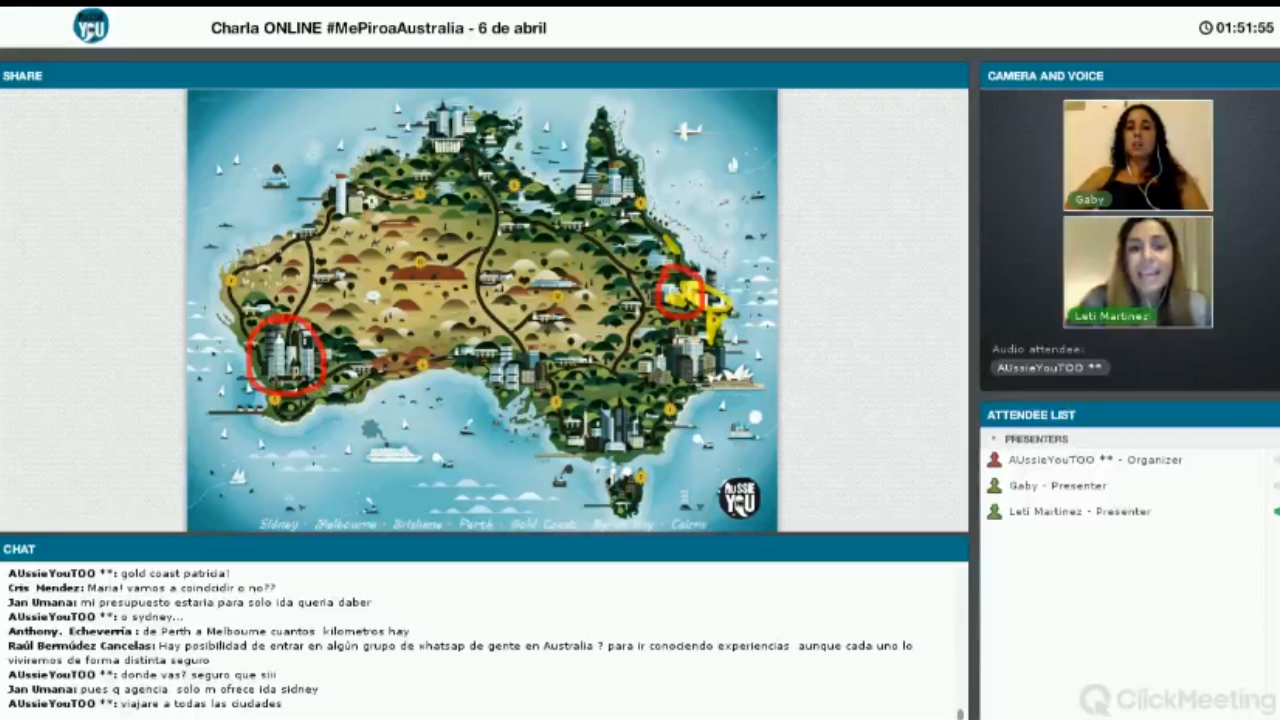 AUSSIE YOU
Charla ONLINE #MePiroaAustralia - 6 de abril
01:51:55
SHARE
AUSSIE YOU
Sidney · Melbourne · Brisbane · Perth · Gold Coast · Byron Bay · Cairns
CAMERA AND VOICE
Gaby
Leti Martinez
Audio attendee:
AUssieYouTOO **
ATTENDEE LIST
PRESENTERS
AUssieYouTOO ** - Organizer
Gaby - Presenter
Leti Martinez - Presenter
CHAT
AUssieYouTOO **: gold coast patricia!
Cris Mendez: Maria! vamos a coindcidir o no??
Jan Umana: mi presupuesto estaria para solo ida queria daber
AUssieYouTOO **: o sydney...
Anthony. Echeverría : de Perth a Melboume cuantos kilometros hay
Raúl Bermúdez Cancelas: Hay posibilidad de entrar en algún grupo de whatsap de gente en Australia ? para ir conociendo experiencias aunque cada uno lo
viviremos de forma distinta seguro
AUssieYouTOO **: donde vas? seguro que siii
Jan Umana: pues q agencia solo m ofrece ida sidney
AUssieYouTOO **: viajare a todas las ciudades
ClickMeeting